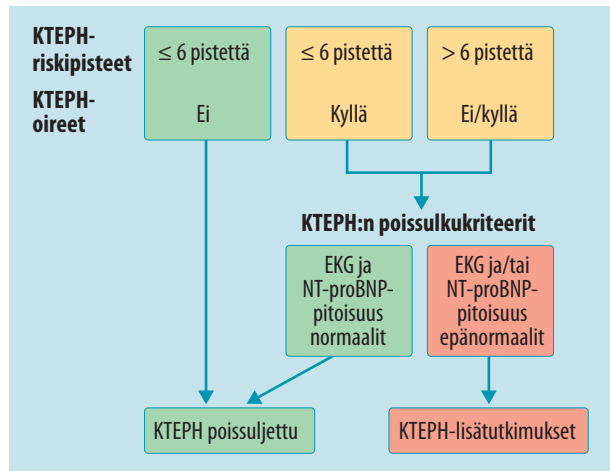 KTEPH-
riskipisteet
≤ 6 pistettä
≤ 6 pistettä
> 6 pistettä
KTEPH-
oireet
Ei
Kyllä
Ei/kyllä
KTEPH:n poissulkukriteerit
EKG ja
NT-proBNP-
pitoisuus
normaalit
EKG ja/tai
NT-proBNP-
pitoisuus
epänormaalit
KTEPH poissuljettu
KTEPH-lisätutkimukset